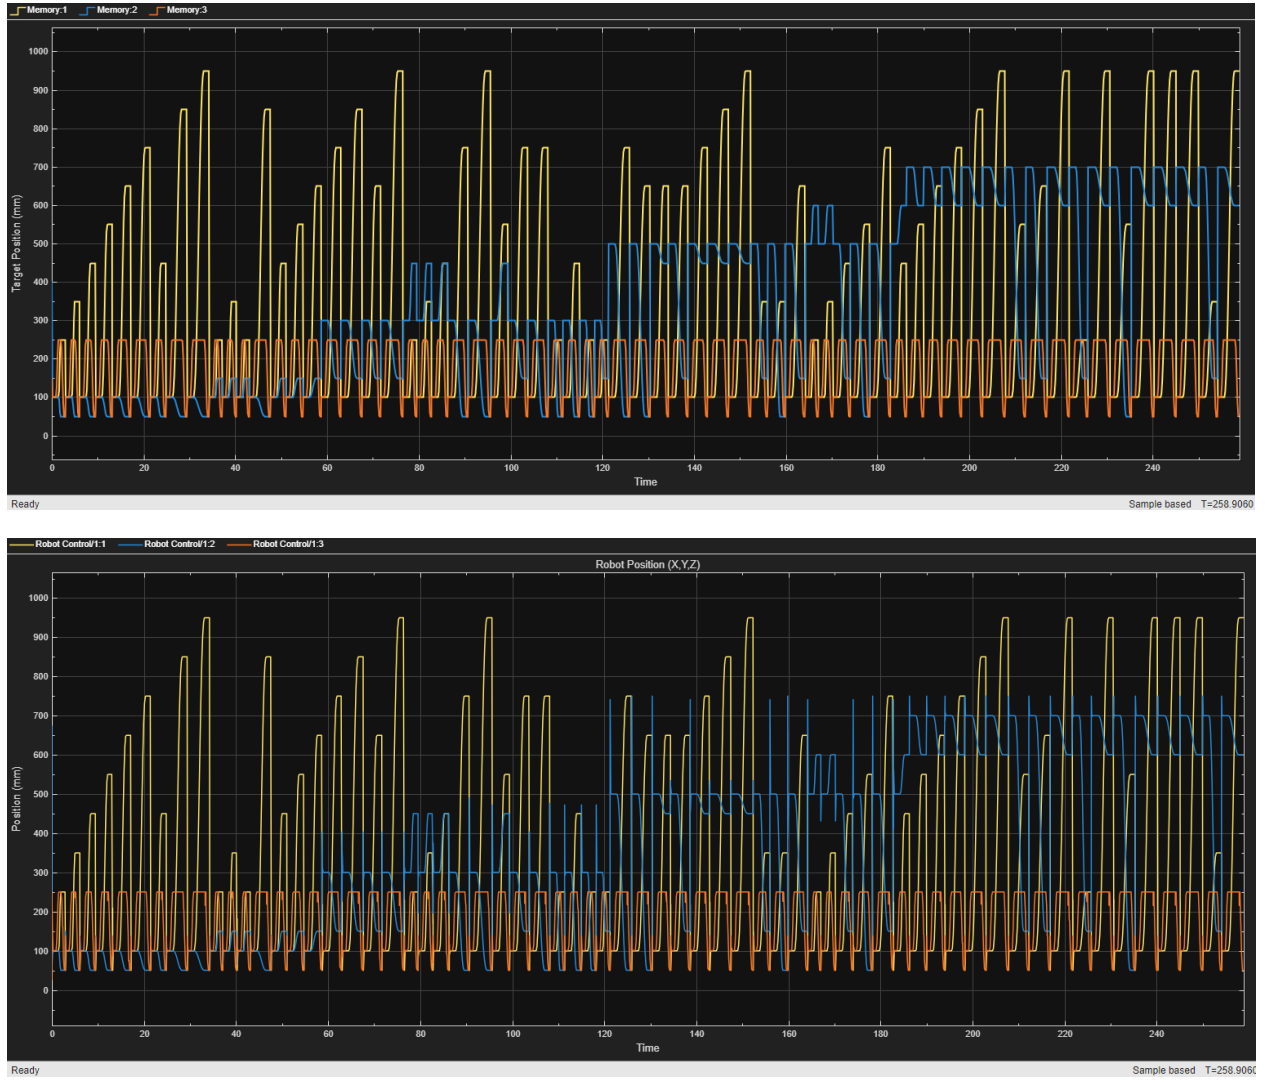 Memory:1 Memory:2 Memory:3
1000
900
800
700
600
500
400
300
200
100
0
Target Position (mm)
0 20 40 60 80 100 120 140 160 180 200 220 240
Time
Ready Sample based T=258.9060
Robot Control/1:1 Robot Control/1:2 Robot Control/1:3
Robot Position (X,Y,Z)
1000
900
800
700
600
500
400
300
200
100
0
Position (mm)
0 20 40 60 80 100 120 140 160 180 200 220 240
Time
Ready Sample based T=258.9060